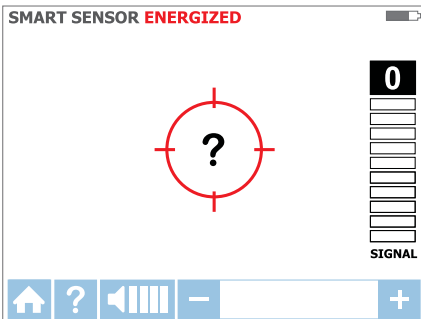 SMART SENSOR ENERGIZED
0
?
SIGNAL
? − +